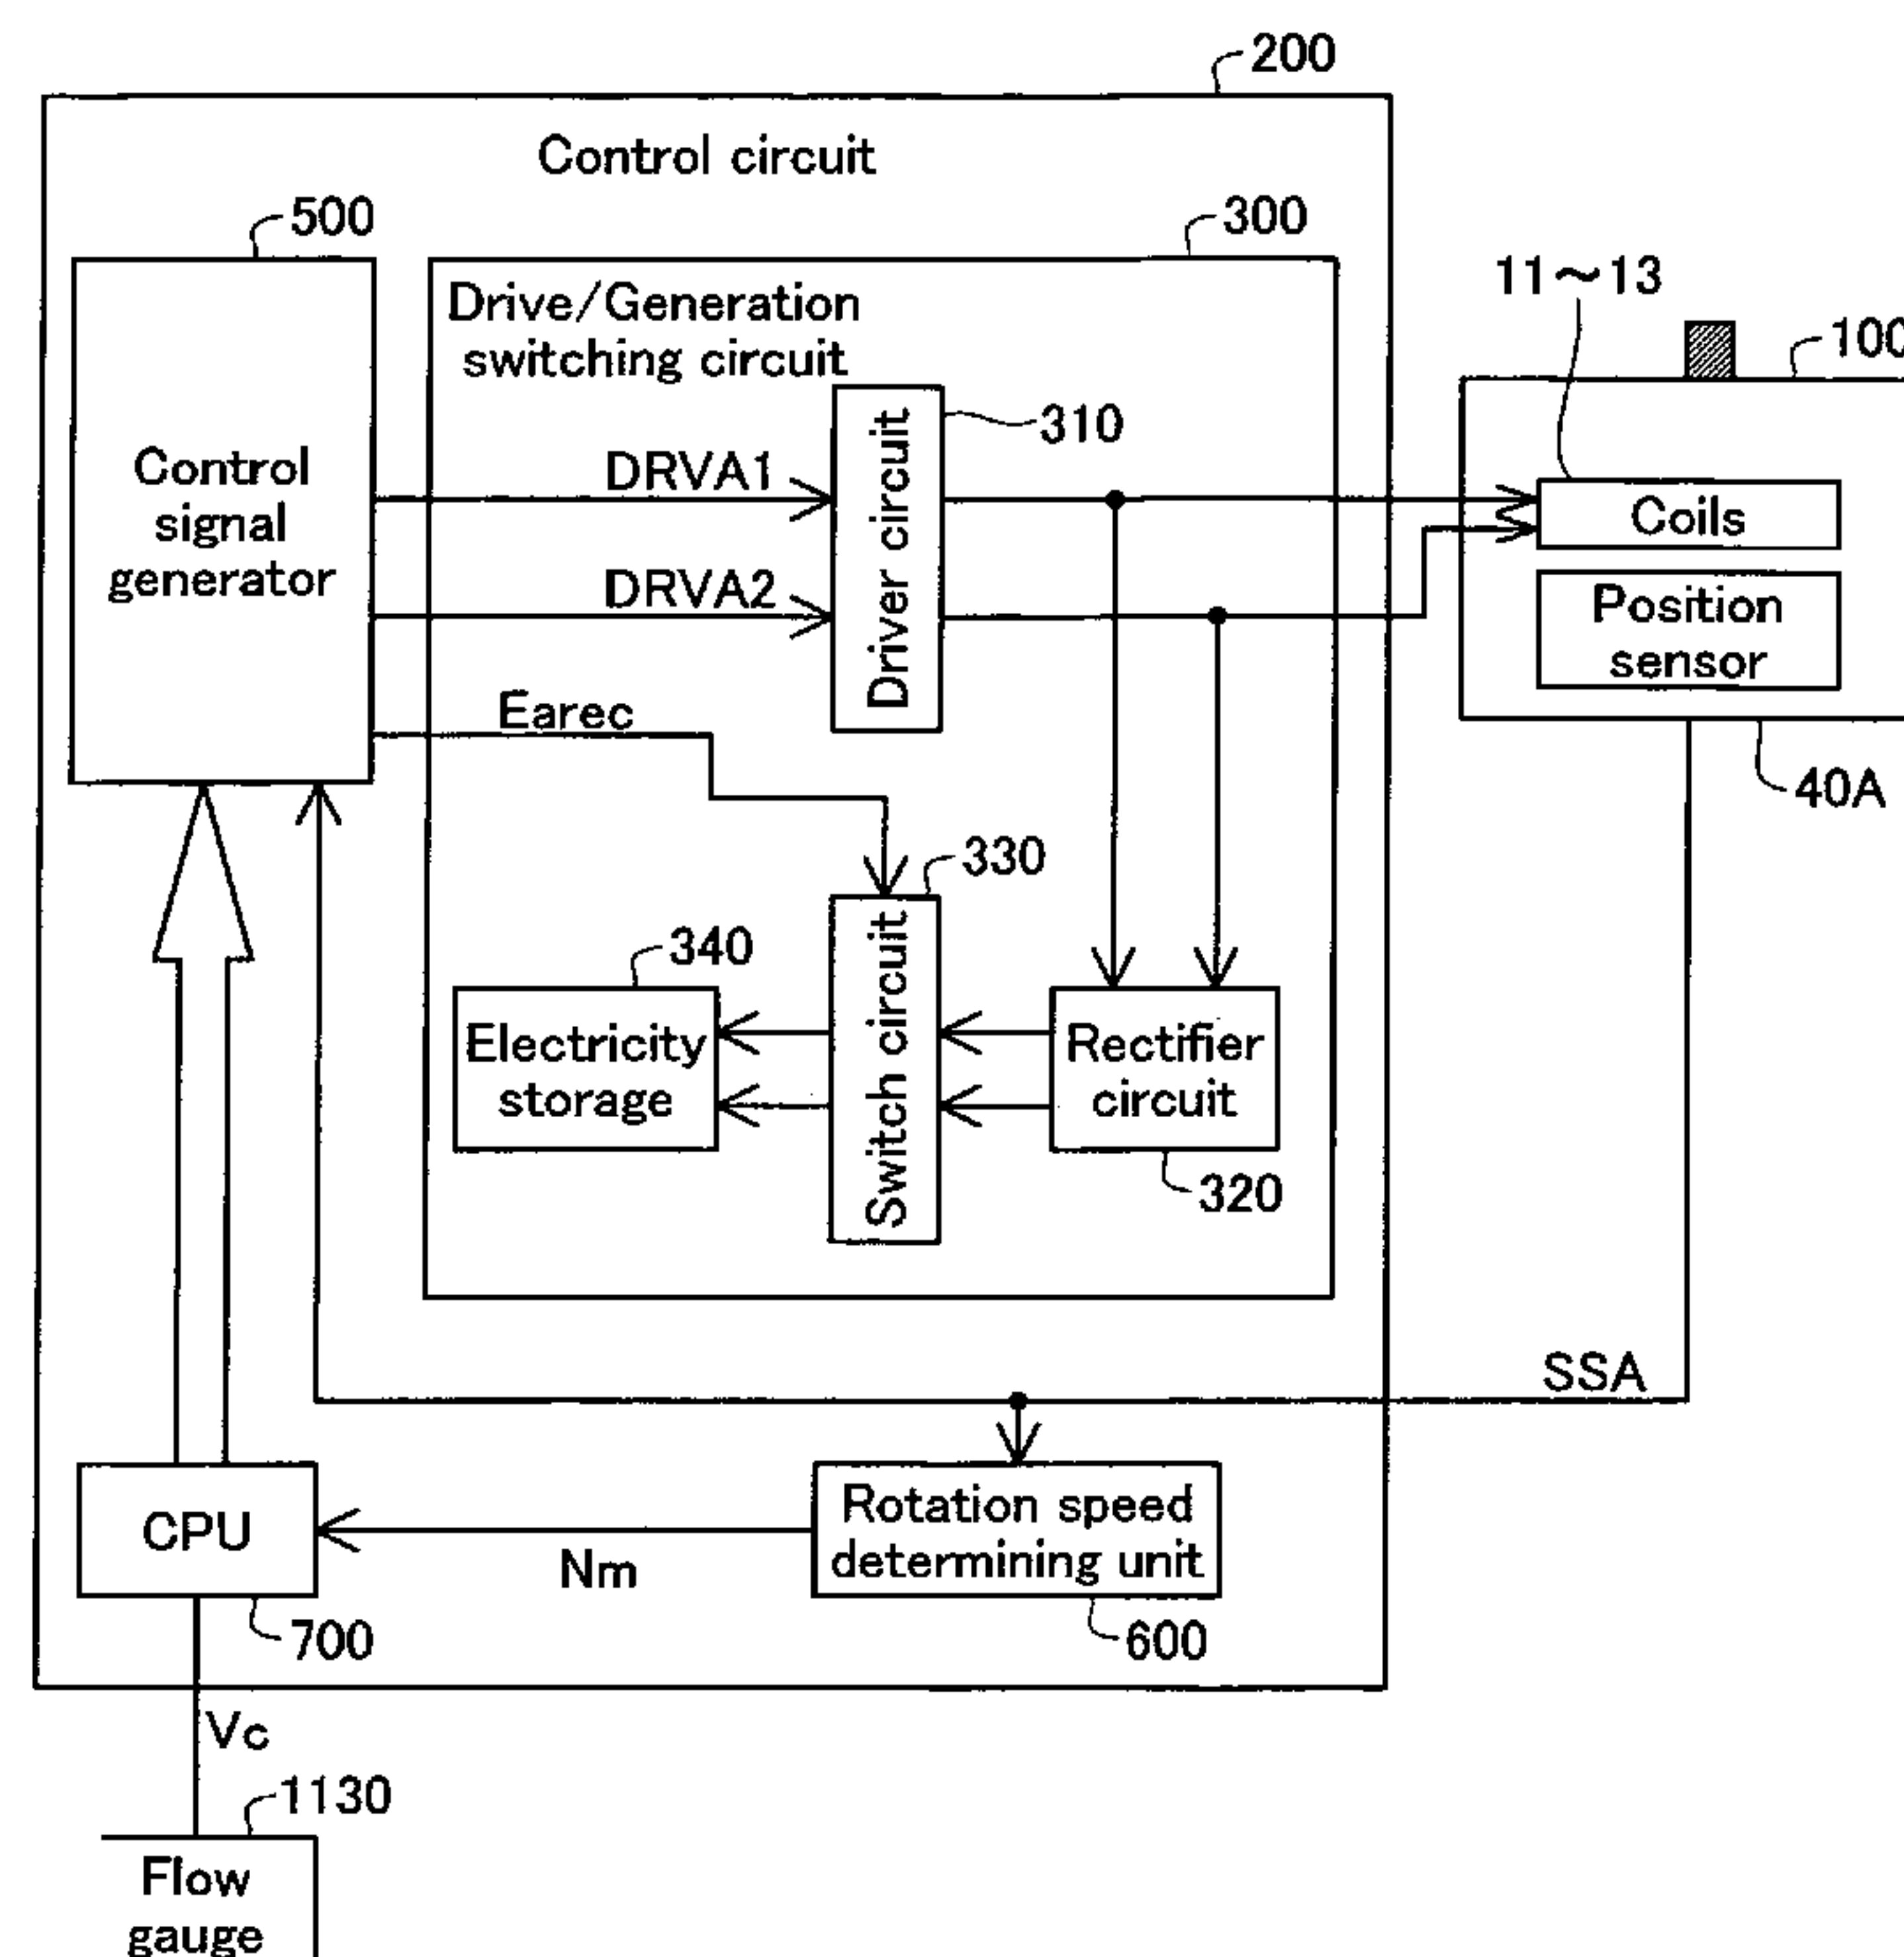 200
Control circuit
500
300
Drive/Generation
switching circuit
11～13
100
310
Control
signal
generator
DRVA1
DRVA2
Driver circuit
Coils
Position
sensor
Earec
40A
330
340
Switch circuit
Electricity
storage
Rectifier
circuit
320
SSA
CPU
Nm
Rotation speed
determining unit
700
600
Vc
1130
Flow
gauge